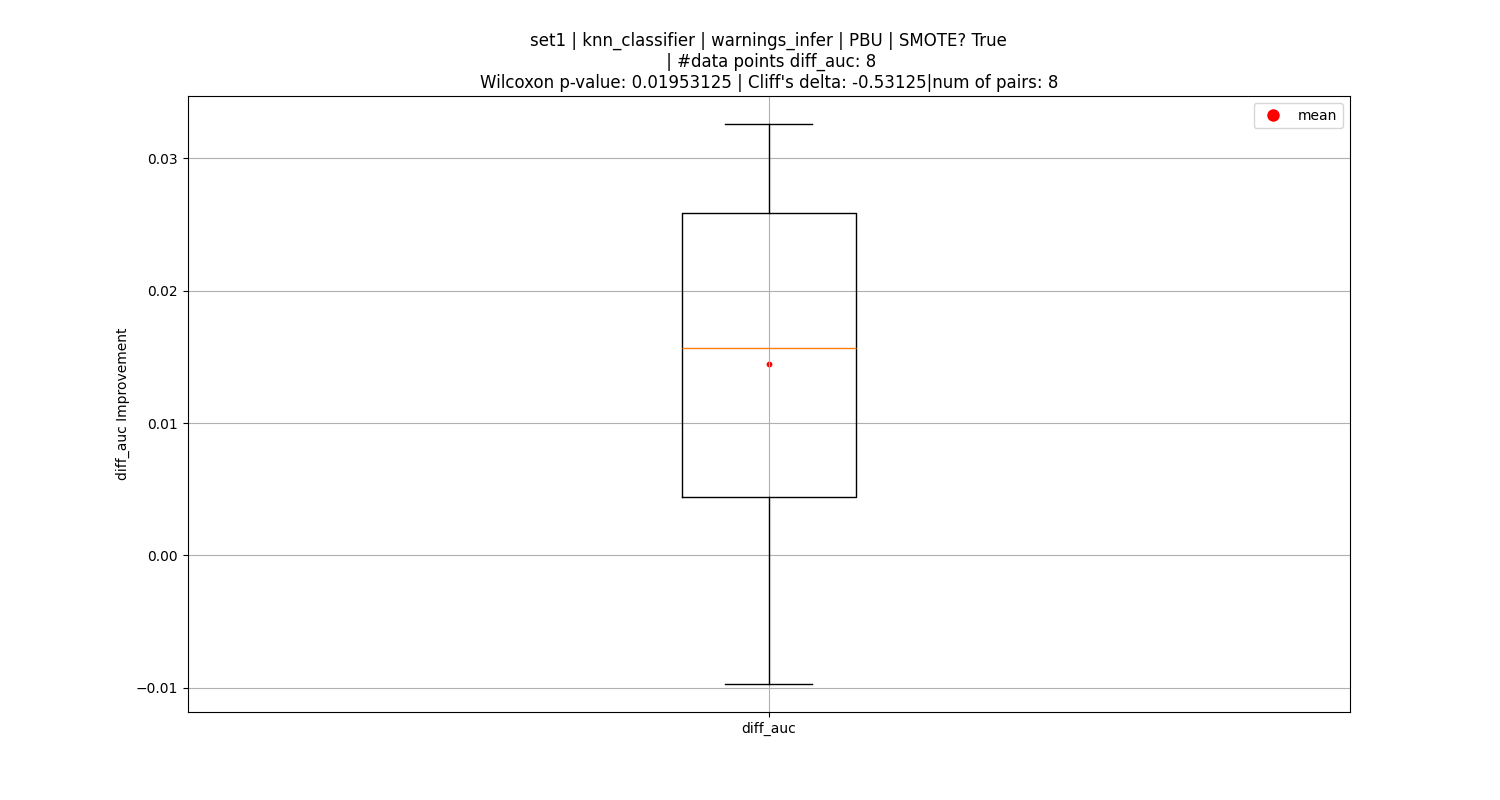 set1 | knn_classifier | warnings_infer | PBU | SMOTE? True
| #data points diff_auc: 8
Wilcoxon p-value: 0.01953125 | Cliff's delta: -0.53125|num of pairs: 8
mean
0.03
0.02
0.01
0.00
−0.01
diff_auc Improvement
diff_auc